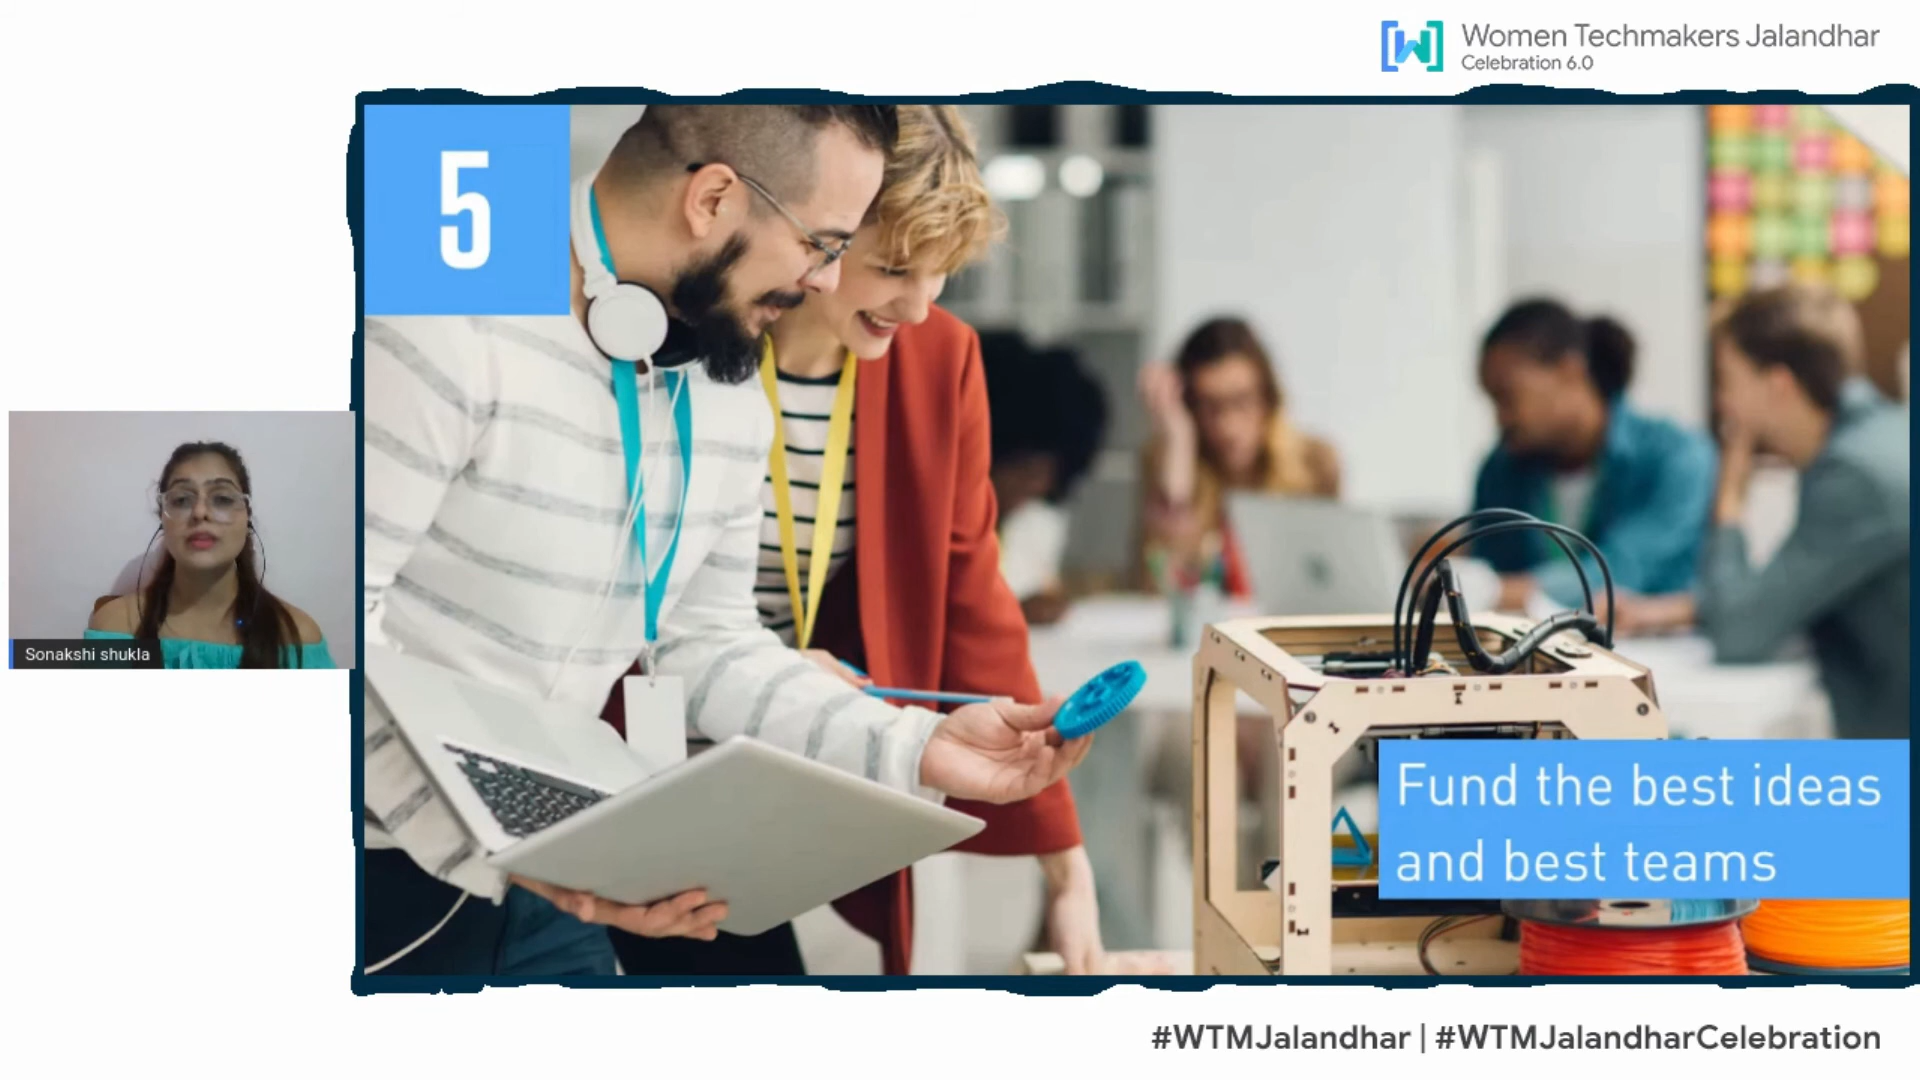 Women Techmakers Jalandhar
Celebration 6.0
5
Sonakshi shukla
Fund the best ideas
and best teams
#WTMJalandhar | #WTMJalandharCelebration